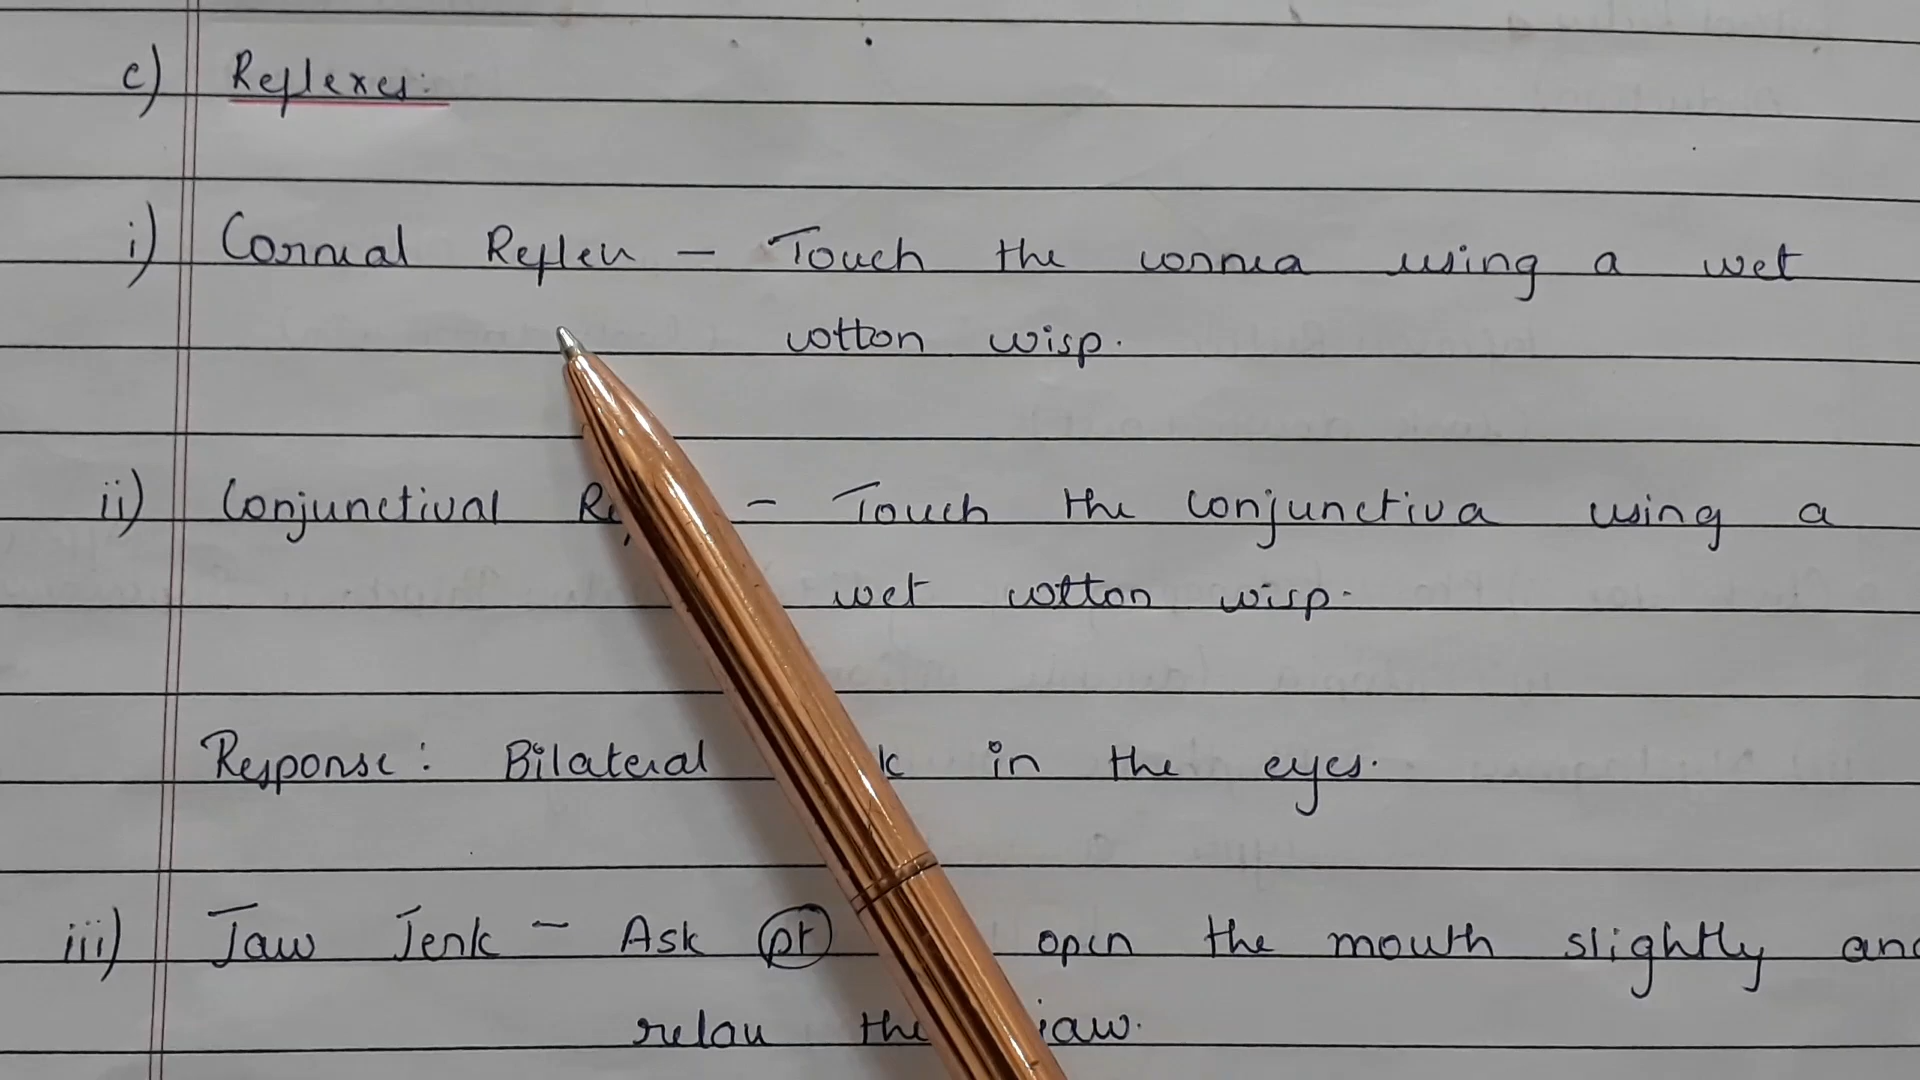 c) Reflexes:
i) Corneal Reflex - Touch the cornea using a wet
cotton wisp.
ii) Conjunctival - Touch the conjunctiva using a
wet cotton wisp.
Response: Bilateral in the eyes.
iii) Jaw Jerk - Ask pt open the mouth slightly and
relax the jaw.